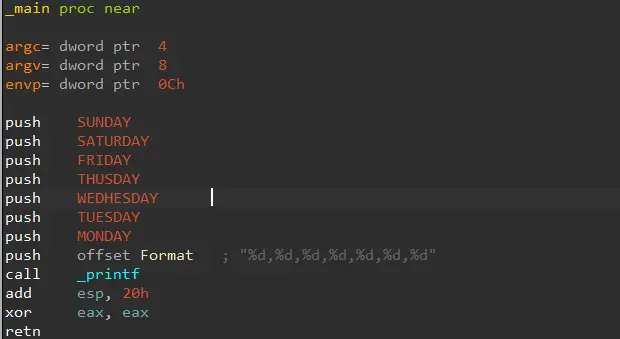 _main proc near
argc= dword ptr  4
argv= dword ptr  8
envp= dword ptr  0Ch
push    SUNDAY
push    SATURDAY
push    FRIDAY
push    THUSDAY
push    WEDHESDAY
push    TUESDAY
push    MONDAY
push    offset Format   ; "%d,%d,%d,%d,%d,%d,%d"
call    _printf
add     esp, 20h
xor     eax, eax
retn